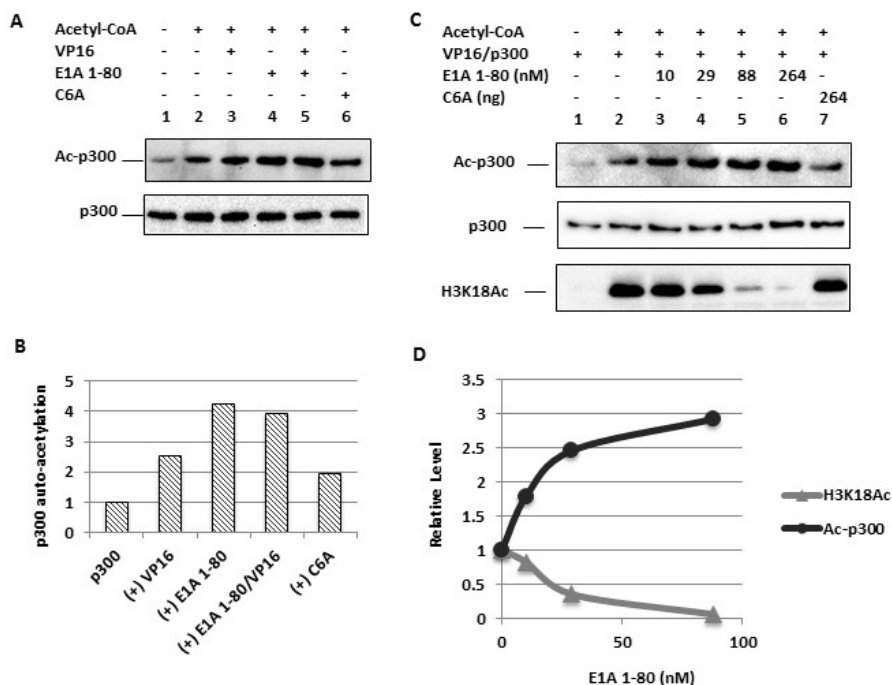 A
Acetyl-CoA - + + + + +
VP16 - - + - + -
E1A 1-80 - - - + + -
C6A - - - - - +
1 2 3 4 5 6
Ac-p300
p300
B
p300 auto-acetylation
5
4
3
2
1
0
p300
(+) VP16
(+) E1A 1-80
(+) E1A 1-80/VP16
(+) C6A
C
Acetyl-CoA - + + + + + +
VP16/p300 + + + + + + +
E1A 1-80 (nM) - - 10 29 88 264 -
C6A (ng) - - - - - - 264
1 2 3 4 5 6 7
Ac-p300
p300
H3K18Ac
D
Relative Level
3.5
3
2.5
2
1.5
1
0.5
0
0 50 100
E1A 1-80 (nM)
H3K18Ac
Ac-p300